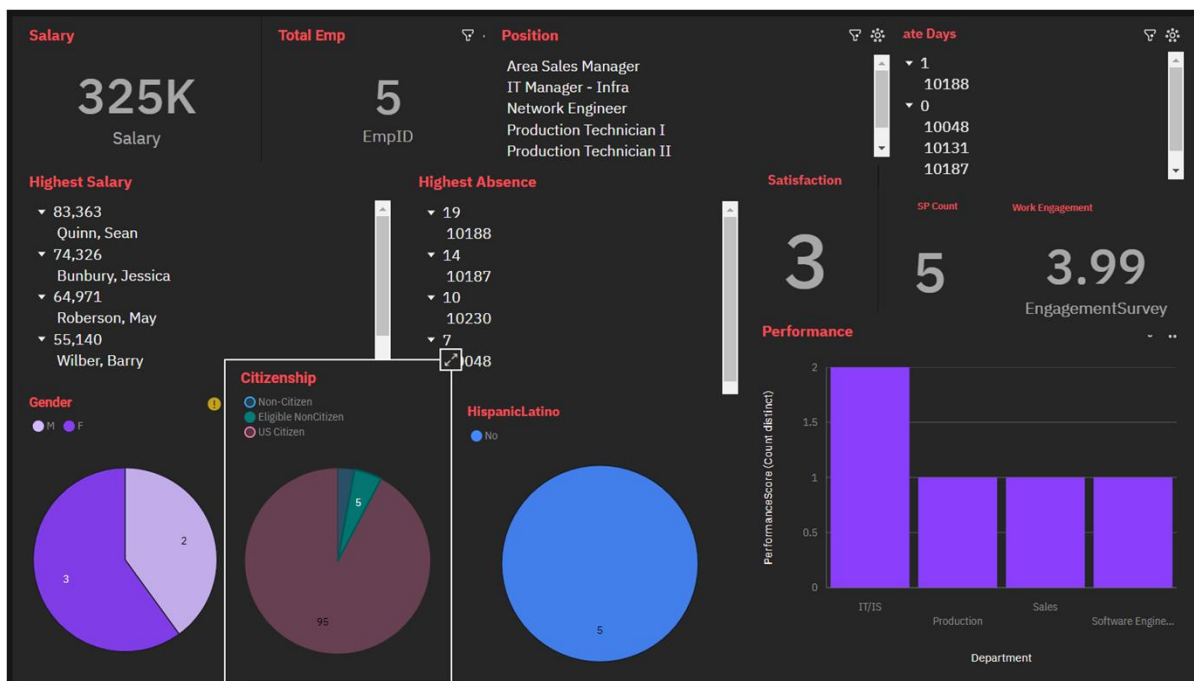 Salary
325K
Salary
Total Emp
5
EmpID
Position
Area Sales Manager
IT Manager - Infra
Network Engineer
Production Technician I
Production Technician II
ate Days
1
10188
0
10048
10131
10187
Highest Salary
83,363
Quinn, Sean
74,326
Bunbury, Jessica
64,971
Roberson, May
55,140
Wilber, Barry
Highest Absence
19
10188
14
10187
10
10230
7
0048
Satisfaction
3
SP Count
5
Work Engagement
3.99
EngagementSurvey
Gender
M F
2
3
Citizenship
Non-Citizen
Eligible NonCitizen
US Citizen
5
95
HispanicLatino
No
5
Performance
PerformanceScore (Count distinct)
2
1.5
1
0.5
0
IT/IS
Production
Sales
Software Engine...
Department